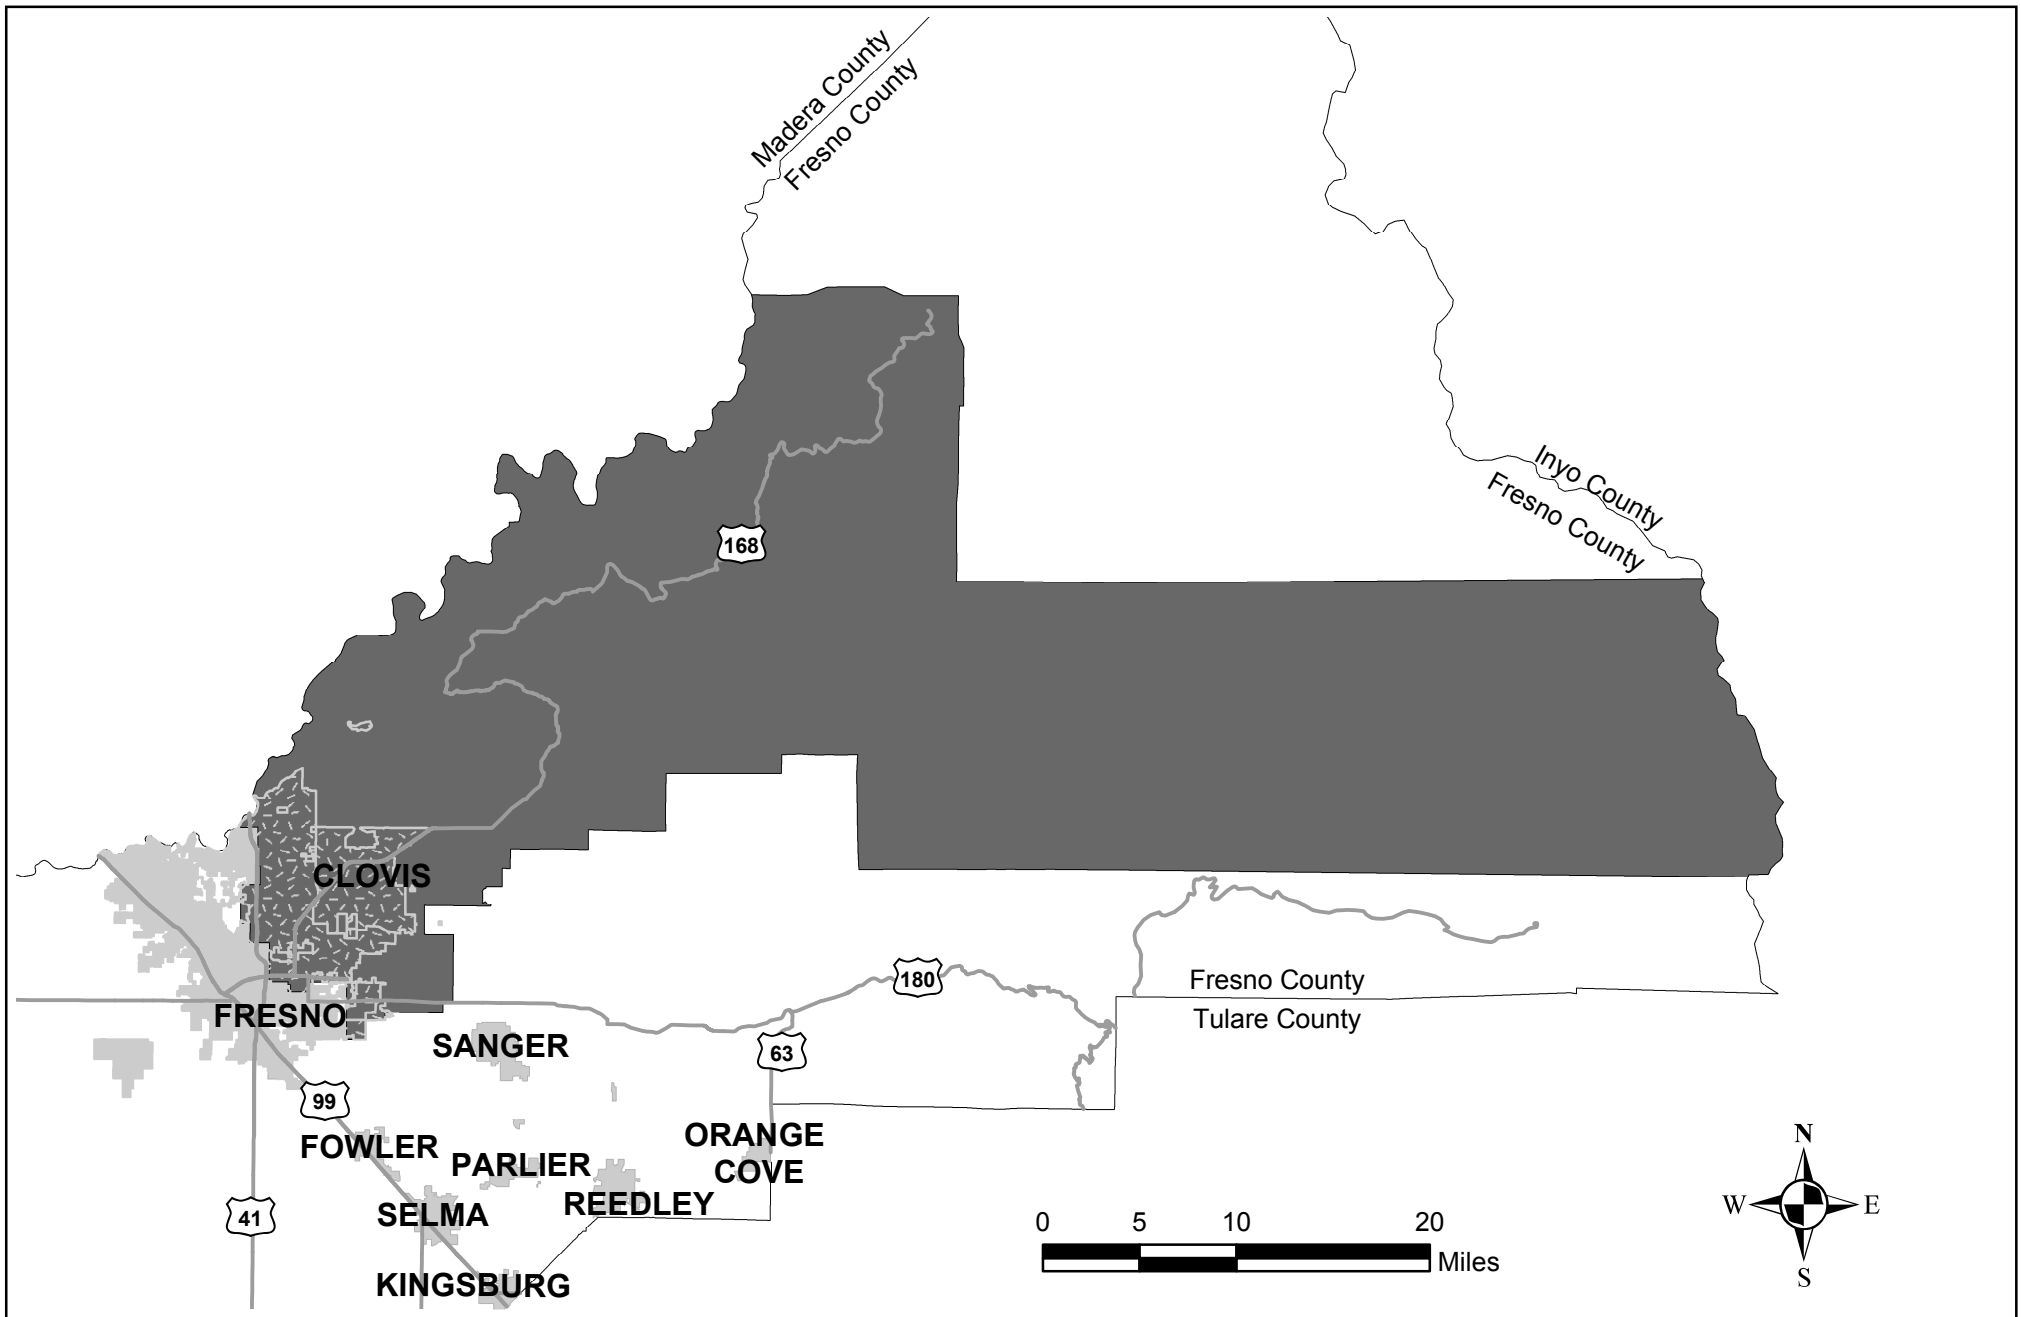 Madera County
Fresno County
Inyo County
Fresno County
168
CLOVIS
180
Fresno County
FRESNO
Tulare County
SANGER
63
99
ORANGE
COVE
FOWLER
PARLIER
REEDLEY
SELMA
41
KINGSBURG
0 5 10 20
Miles
N
W E
S